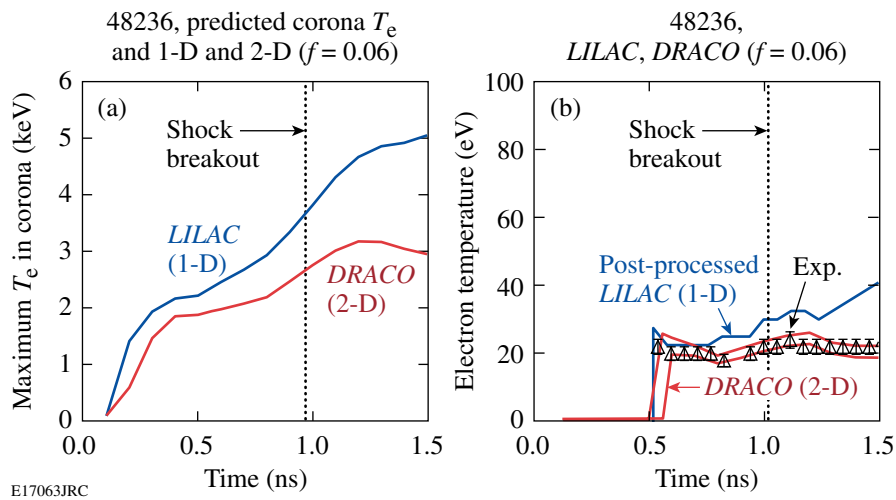 48236, predicted corona Te
and 1-D and 2-D (f = 0.06)
6
5
4
3
2
1
0
Maximum Te in corona (keV)
(a)
Shock
breakout
LILAC
(1-D)
DRACO
(2-D)
0.0
0.5
1.0
1.5
Time (ns)
48236,
LILAC, DRACO (f = 0.06)
100
80
60
40
20
0
Electron temperature (eV)
(b)
Shock
breakout
Post-processed
LILAC (1-D)
Exp.
DRACO (2-D)
0.0
0.5
1.0
1.5
Time (ns)
E17063JRC